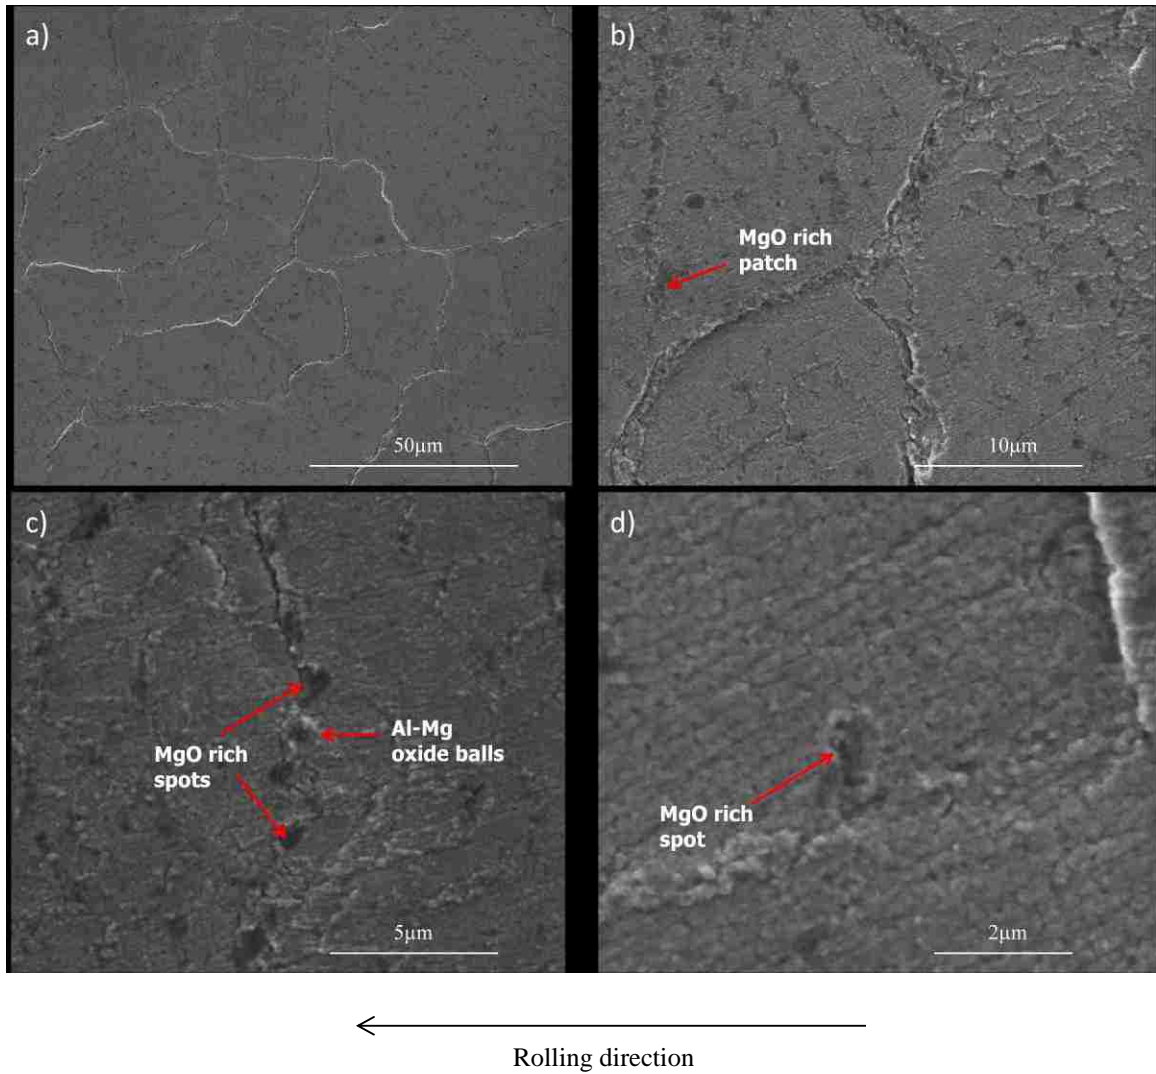 a)
50µm
b)
MgO rich
patch
10µm
c)
MgO rich
spots
Al-Mg
oxide balls
5µm
d)
MgO rich
spot
2µm
Rolling direction